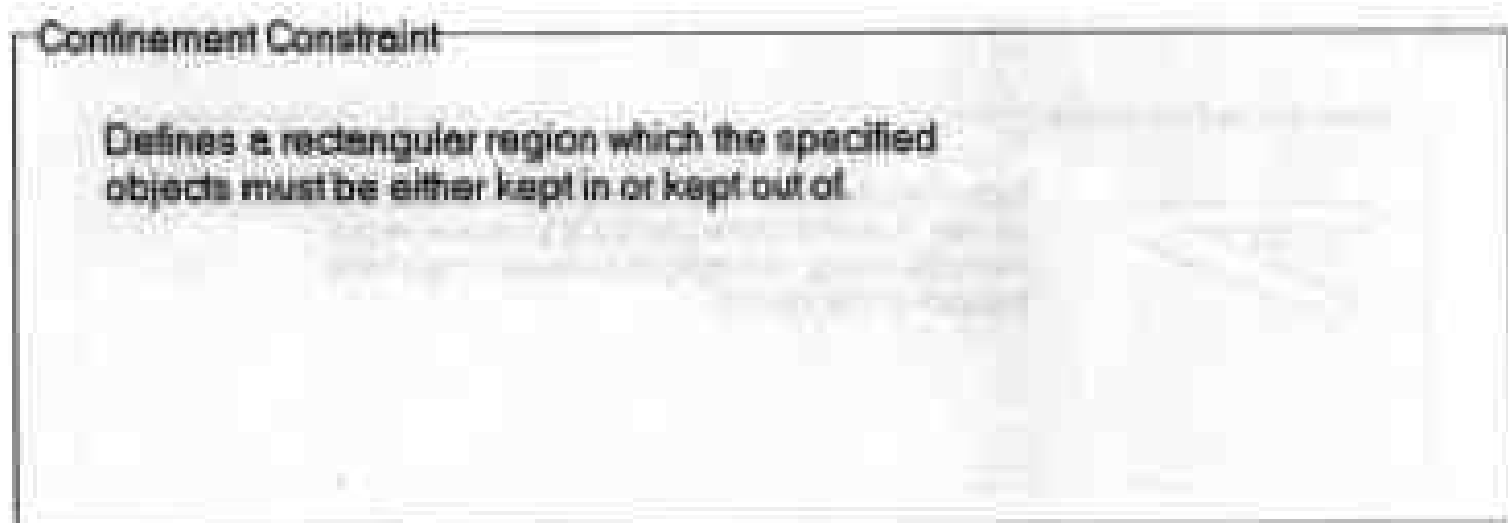 Confinement Constraint
Defines a rectangular region which the specified
objects must be either kept in or kept out of.